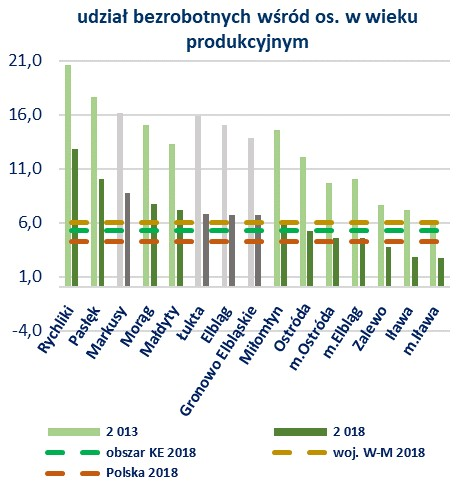 udział bezrobotnych wśród os. w wieku
produkcyjnym
21,0
16,0
11,0
6,0
1,0
-4,0
Rychliki
Pasłęk
Markusy
Morąg
Małdyty
Łukta
Elbląg
Gronowo Elbląskie
Miłomłyn
Ostróda
m.Ostróda
m.Elbląg
Zalewo
Iława
m.Iława
2 013
2 018
obszar KE 2018
woj. W-M 2018
Polska 2018